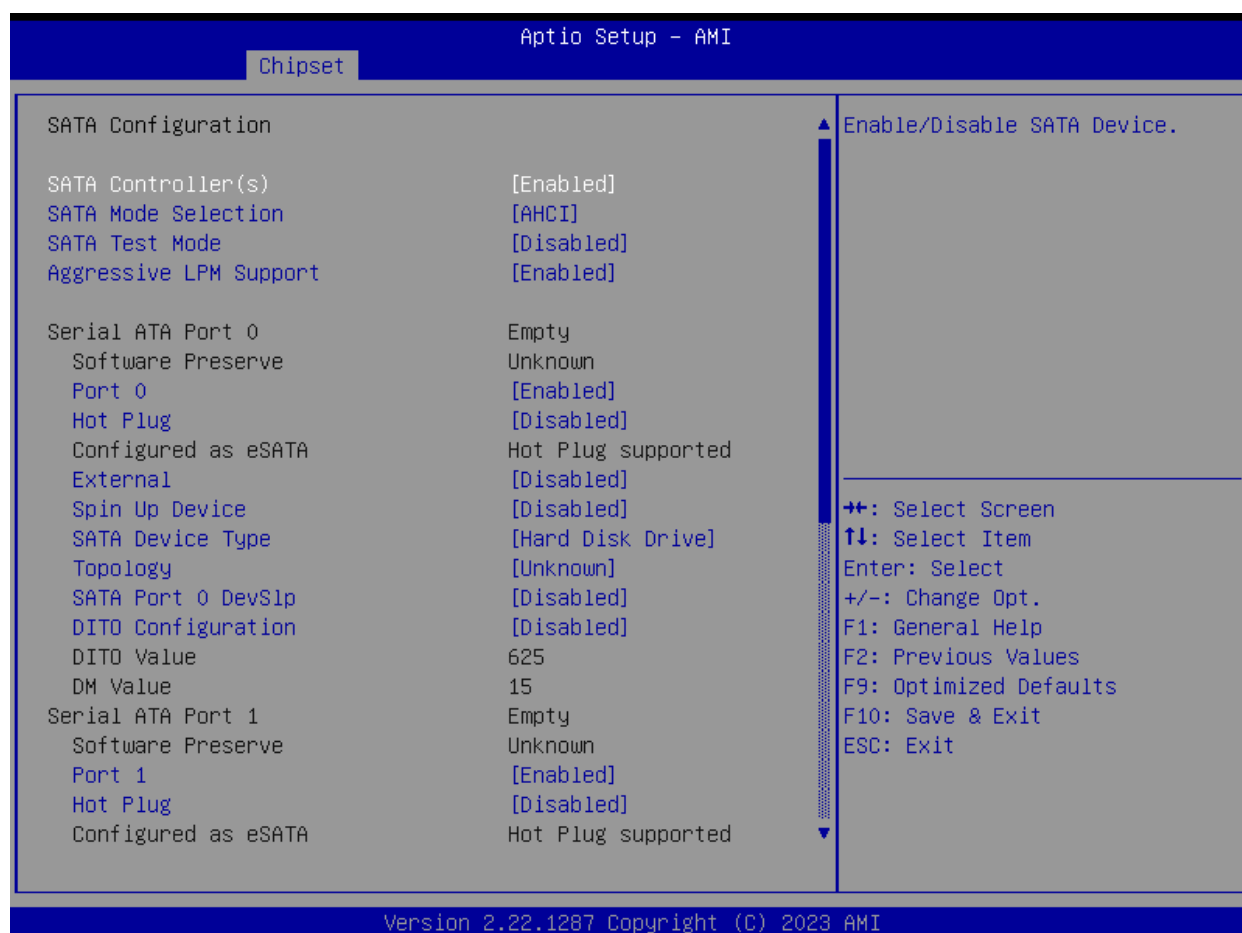 Aptio Setup – AMI
Chipset
SATA Configuration
SATA Controller(s) [Enabled]
SATA Mode Selection [AHCI]
SATA Test Mode [Disabled]
Aggressive LPM Support [Enabled]
Serial ATA Port 0 Empty
Software Preserve Unknown
Port 0 [Enabled]
Hot Plug [Disabled]
Configured as eSATA Hot Plug supported
External [Disabled]
Spin Up Device [Disabled]
SATA Device Type [Hard Disk Drive]
Topology [Unknown]
SATA Port 0 DevSlp [Disabled]
DITO Configuration [Disabled]
DITO Value 625
DM Value 15
Serial ATA Port 1 Empty
Software Preserve Unknown
Port 1 [Enabled]
Hot Plug [Disabled]
Configured as eSATA Hot Plug supported
Enable/Disable SATA Device.
→←: Select Screen
↑↓: Select Item
Enter: Select
+/-: Change Opt.
F1: General Help
F2: Previous Values
F9: Optimized Defaults
F10: Save & Exit
ESC: Exit
Version 2.22.1287 Copyright (C) 2023 AMI